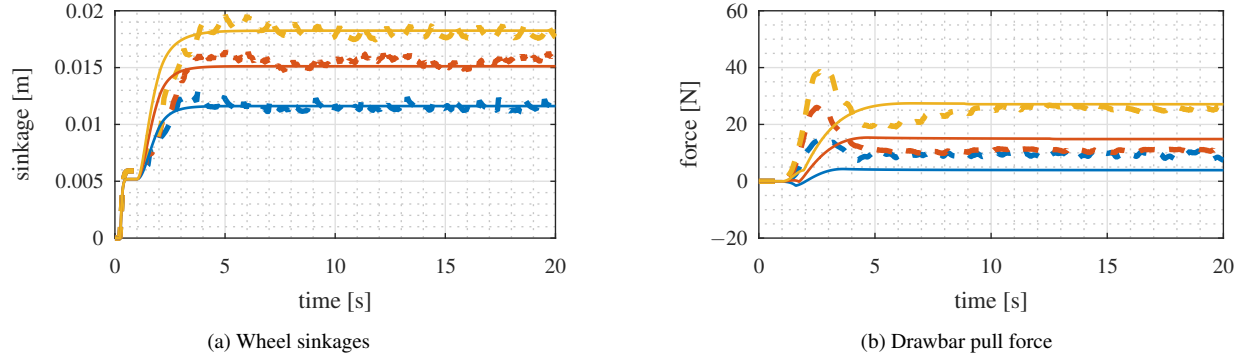 0.02
0.015
0.01
0.005
0
sinkage [m]
0 5 10 15 20
time [s]
(a) Wheel sinkages
60
40
20
0
−20
force [N]
0 5 10 15 20
time [s]
(b) Drawbar pull force